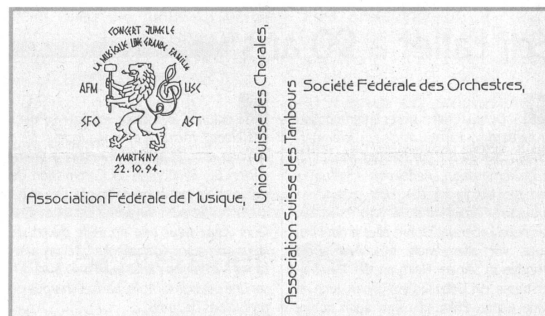 CONCERT JUMELÉ
LA MUSIQUE UNE GRANDE FAMILLE
AFM
USC
SFO
AST
MARTIGNY
22.10.94.
Association Fédérale de Musique,
Union Suisse des Chorales,
Association Suisse des Tambours
Société Fédérale des Orchestres,